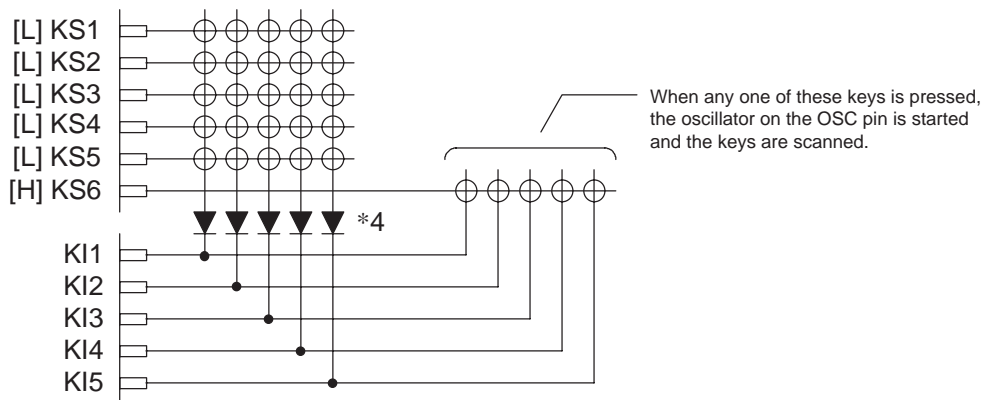 [L] KS1
[L] KS2
[L] KS3
[L] KS4
[L] KS5
[H] KS6
When any one of these keys is pressed,
the oscillator on the OSC pin is started
and the keys are scanned.
*4
KI1
KI2
KI3
KI4
KI5